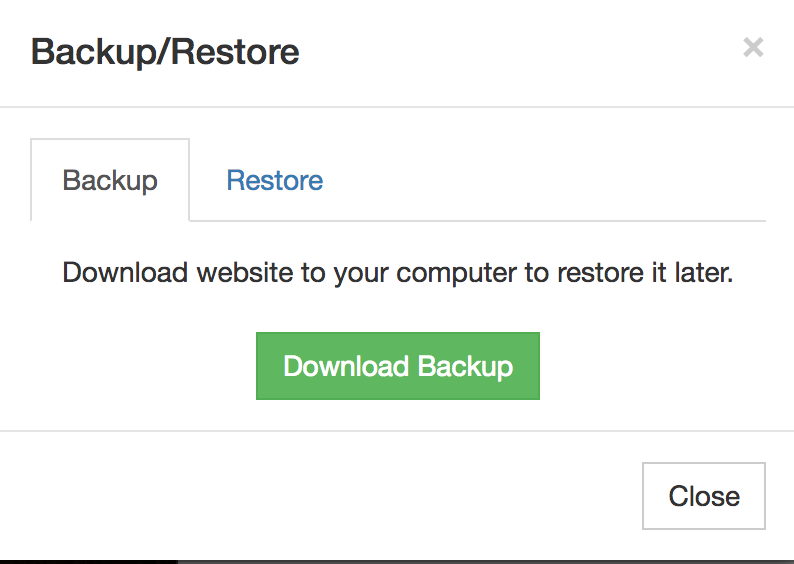 Backup/Restore
×
Backup
Restore
Download website to your computer to restore it later.
Download Backup
Close